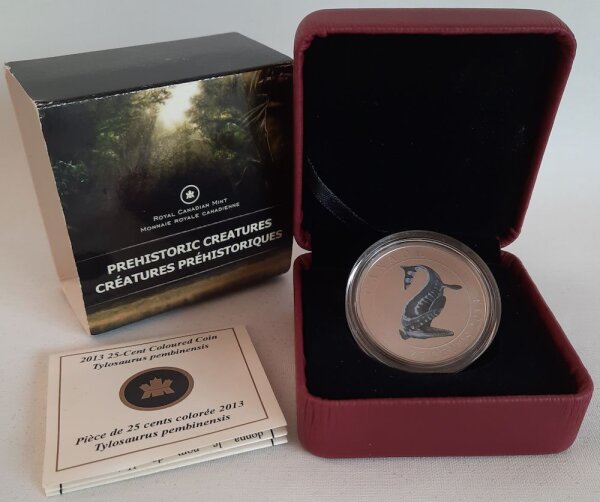 ROYAL CANADIAN MINT
MONNAIE ROYALE CANADIENNE
PREHISTORIC CREATURES
CRÉATURES PRÉHISTORIQUES
2013 25-Cent Coloured Coin
Tylosaurus pembinensis
Pièce de 25 cents colorée 2013
Tylosaurus pembinensis